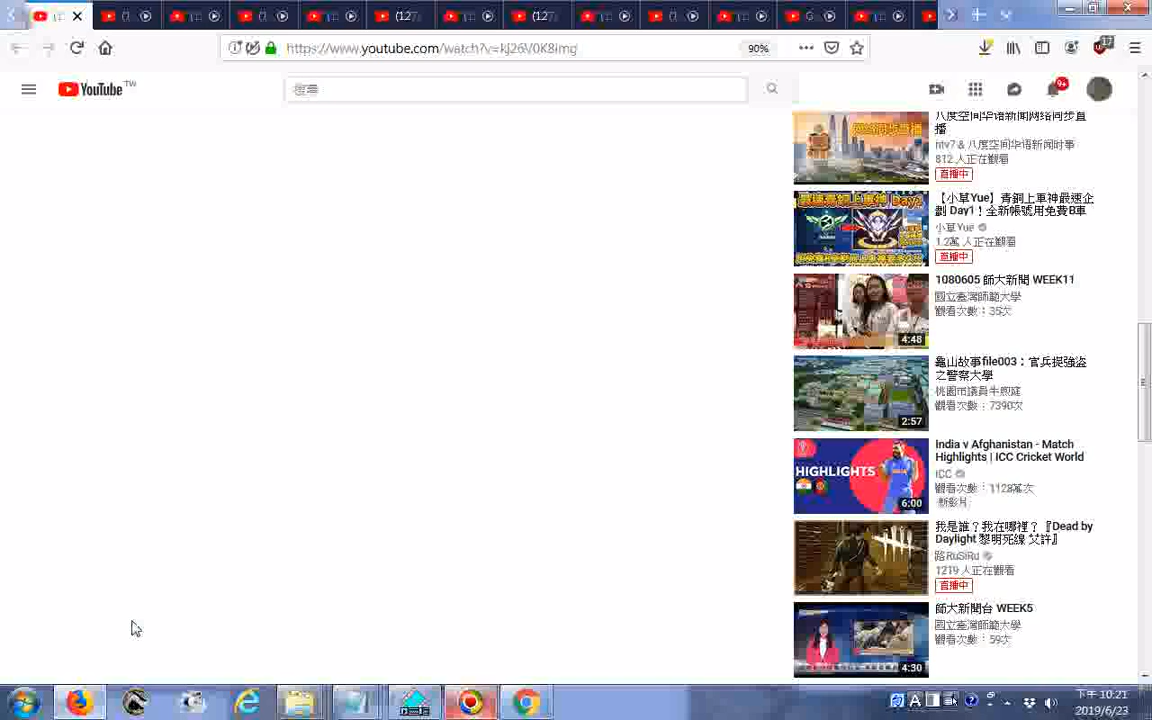 (127
(127
https://www.youtube.com/watch?v=kJ26V0K8img
90%
17
YouTube TW
搜尋
9+
八度空间华语新闻网络同步直
播
ntv7 & 八度空间华语新闻时事
812 人正在觀看
直播中
【小草Yue】青銅上車神最速企
劃 Day1！全新帳號用免費B車
小草Yue
1.2萬 人正在觀看
直播中
1080605 師大新聞 WEEK11
國立臺灣師範大學
觀看次數：35次
4:48
龜山故事file003：官兵捉強盜
之警察大學
桃園市議員牛煦庭
觀看次數：7390次
2:57
HIGHLIGHTS
India v Afghanistan - Match
Highlights | ICC Cricket World
ICC
觀看次數：1128萬次
新影片
6:00
我是誰？我在哪裡？『Dead by
Daylight 黎明死線 艾許』
路RuSiRu
1219 人正在觀看
直播中
師大新聞台 WEEK5
國立臺灣師範大學
觀看次數：59次
4:30
下午 10:21
2019/6/23